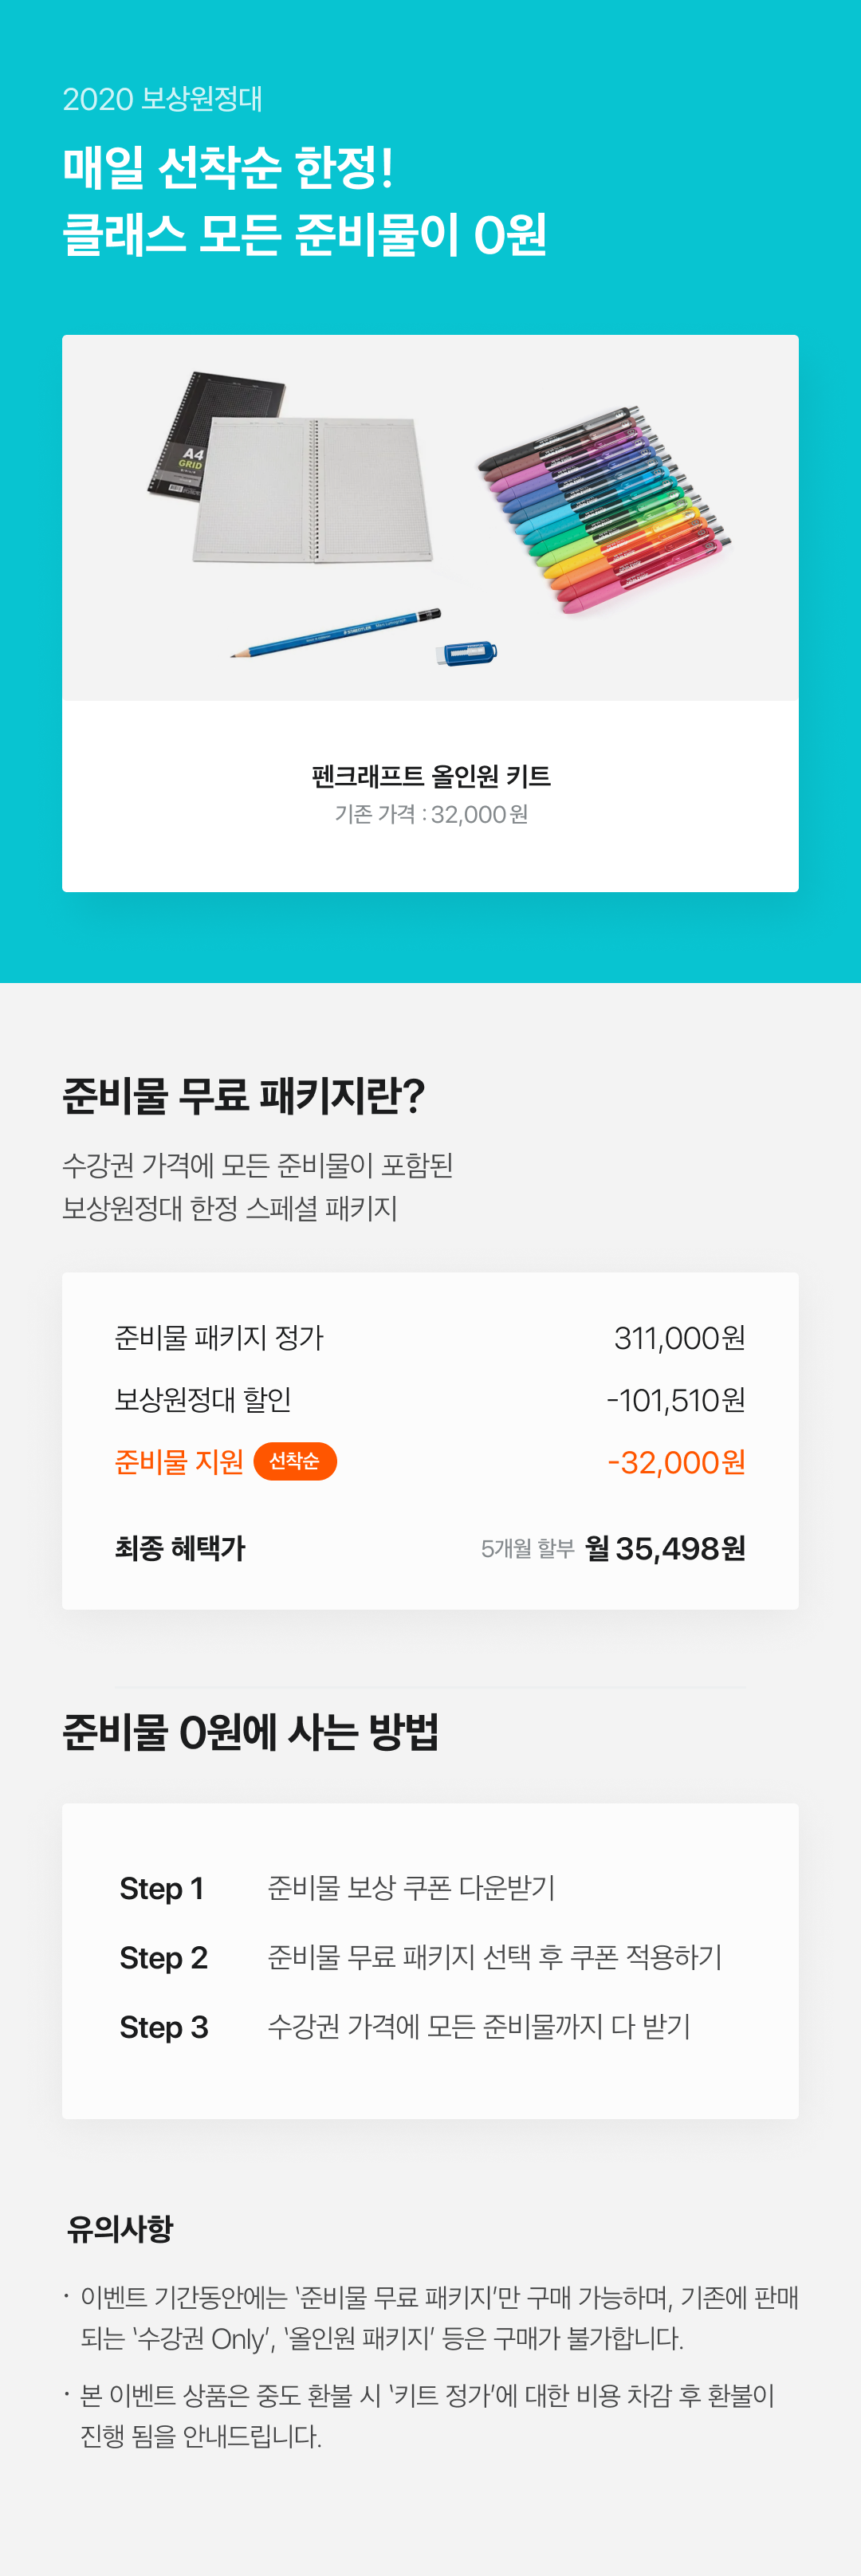 2020 보상원정대
매일 선착순 한정!
클래스 모든 준비물이 0원
A4
GRID
펜크래프트 올인원 키트
기존 가격 : 32,000원
준비물 무료 패키지란?
수강권 가격에 모든 준비물이 포함된
보상원정대 한정 스페셜 패키지
준비물 패키지 정가 311,000원
보상원정대 할인 -101,510원
준비물 지원 선착순 -32,000원
최종 혜택가 5개월 할부 월 35,498원
준비물 0원에 사는 방법
Step 1 준비물 보상 쿠폰 다운받기
Step 2 준비물 무료 패키지 선택 후 쿠폰 적용하기
Step 3 수강권 가격에 모든 준비물까지 다 받기
유의사항
· 이벤트 기간동안에는 ‘준비물 무료 패키지’만 구매 가능하며, 기존에 판매
되는 ‘수강권 Only’, ‘올인원 패키지’ 등은 구매가 불가합니다.
· 본 이벤트 상품은 중도 환불 시 ‘키트 정가’에 대한 비용 차감 후 환불이
진행 됨을 안내드립니다.